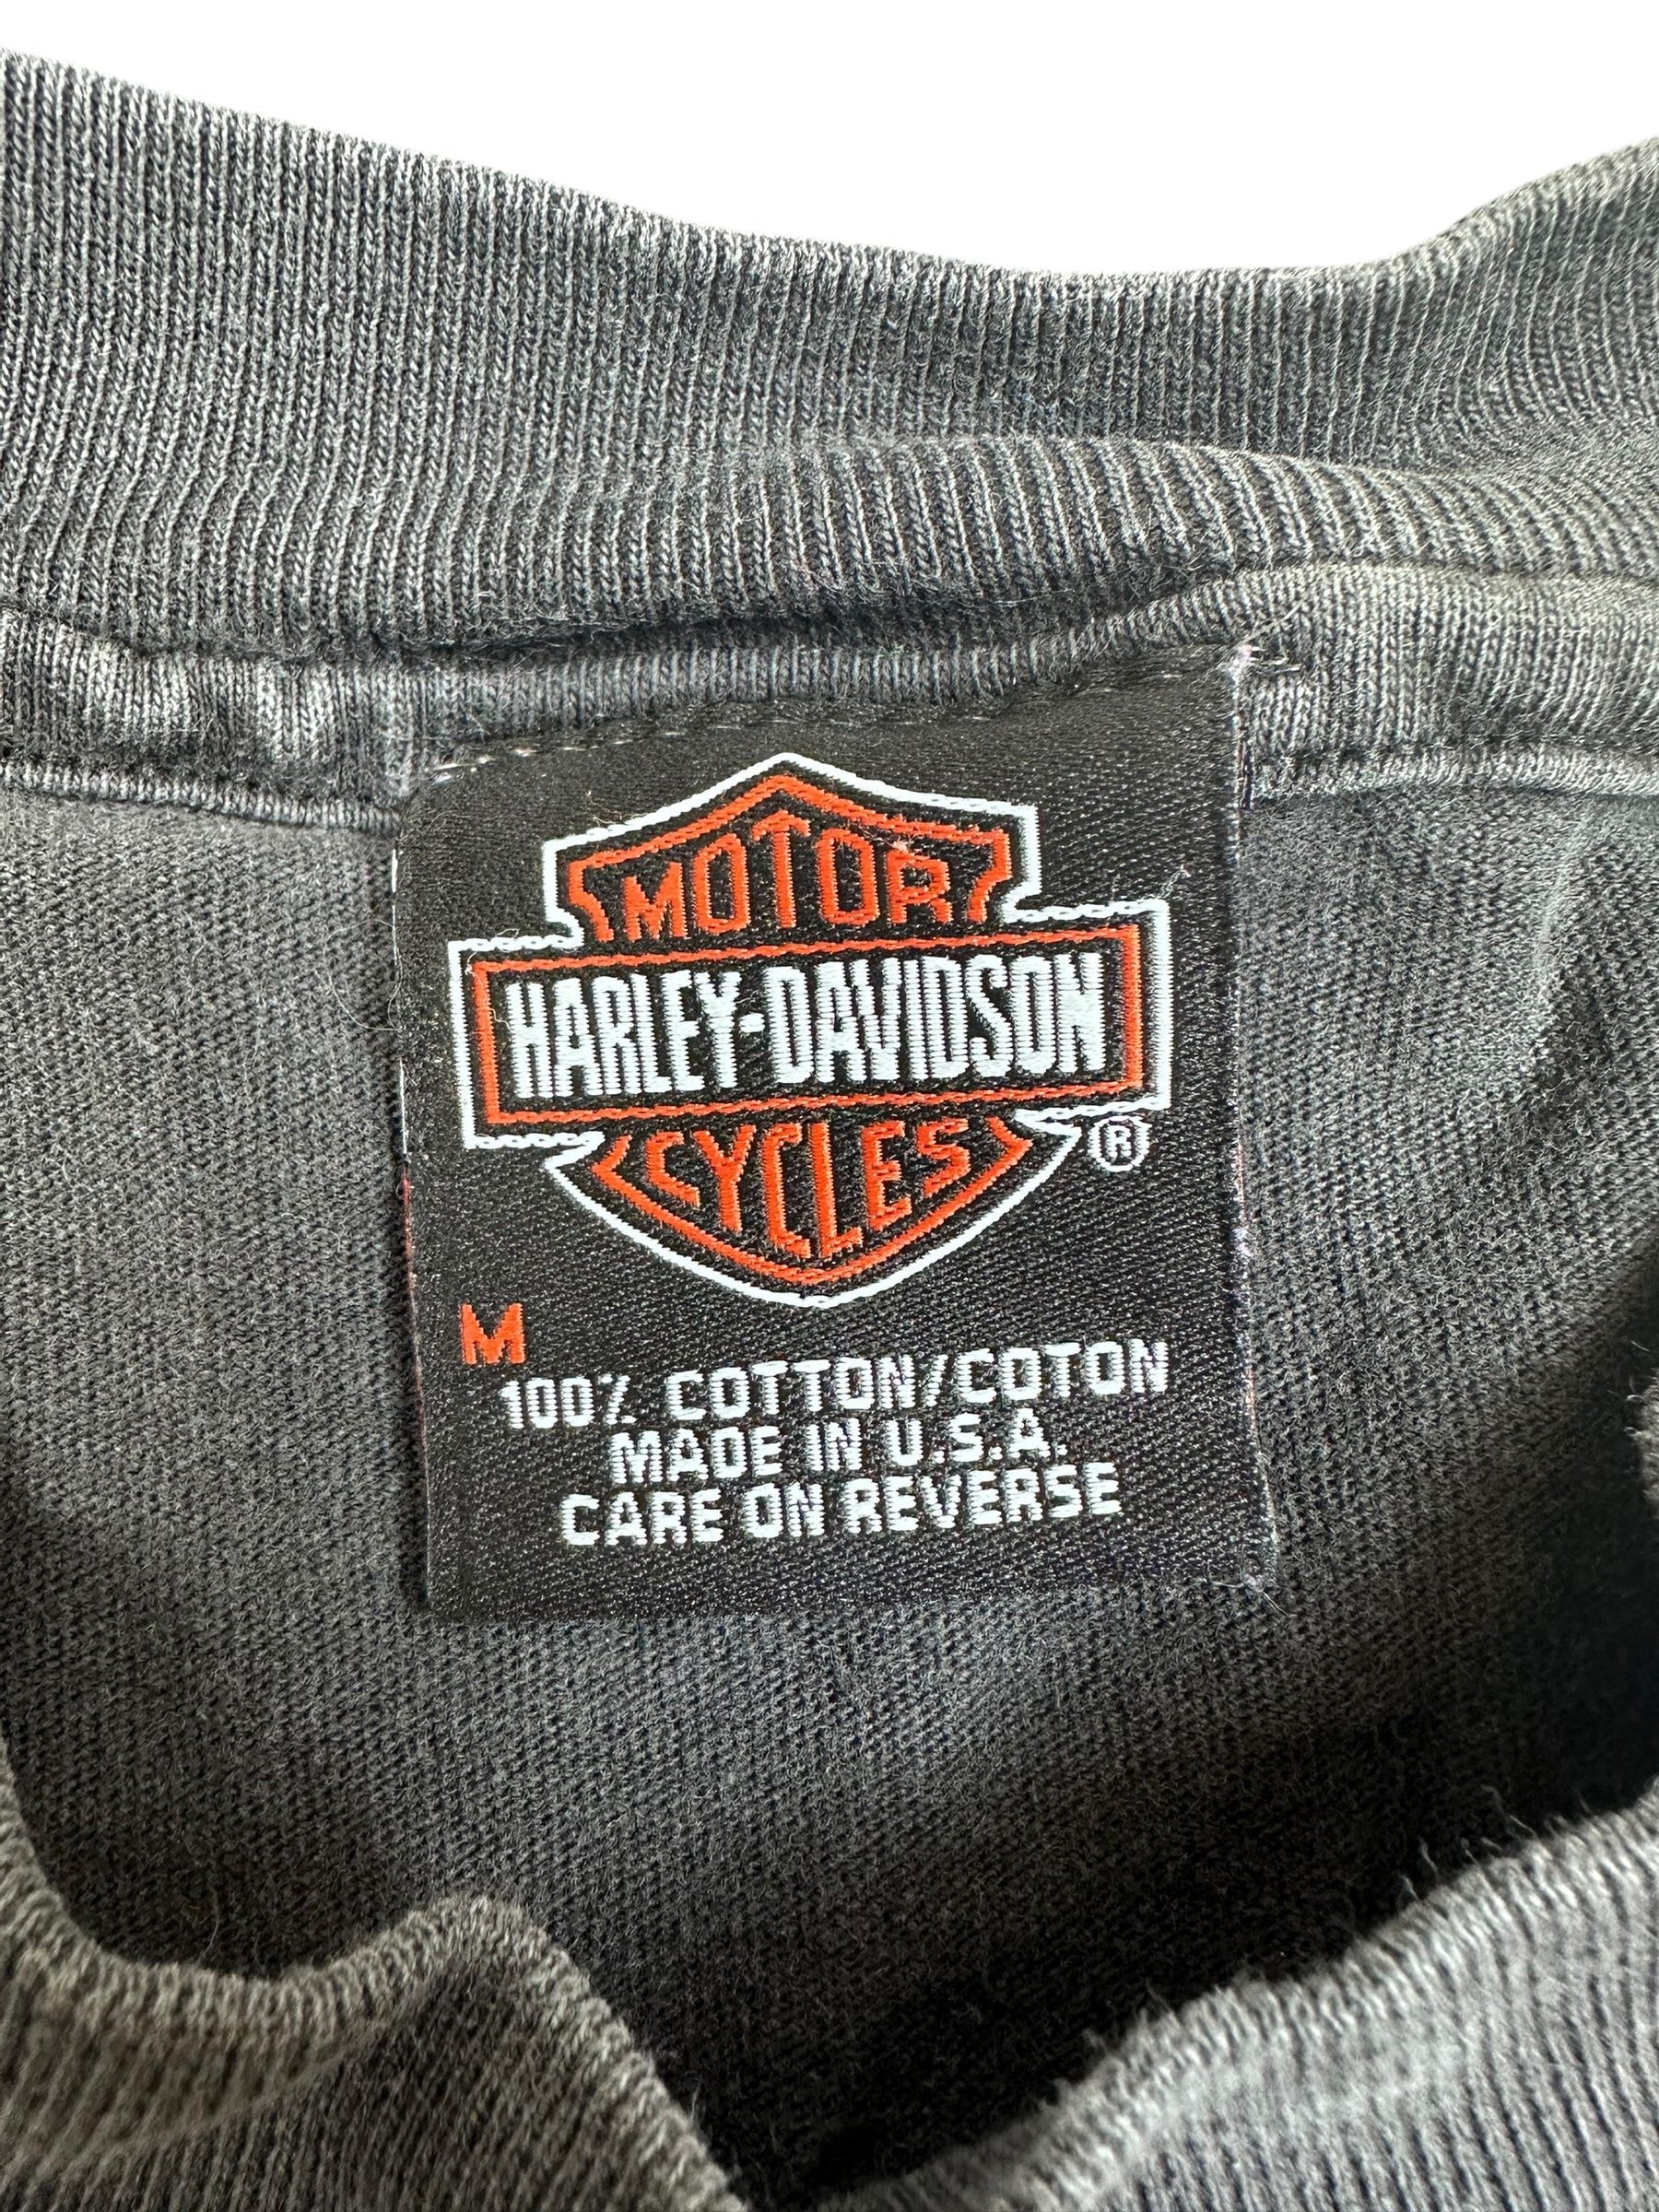 MOTOR
HARLEY-DAVIDSON
CYCLES
®
M
100% COTTON/COTON
MADE IN U.S.A.
CARE ON REVERSE